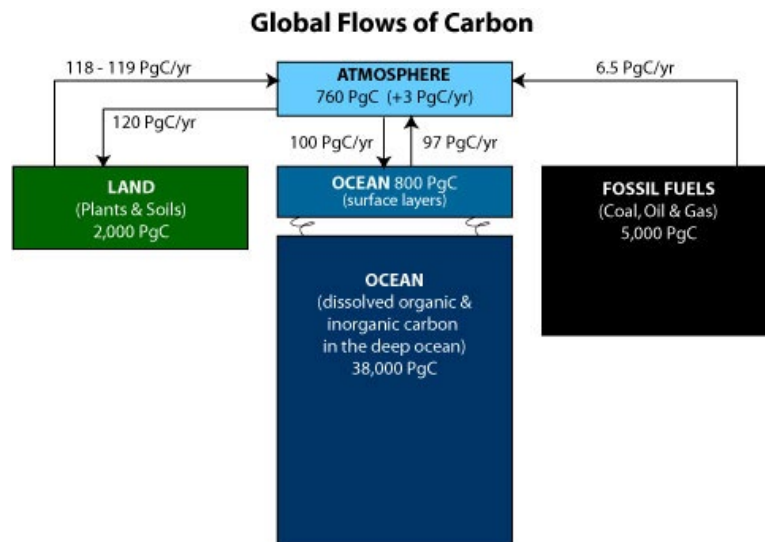 Global Flows of Carbon
118 - 119 PgC/yr
ATMOSPHERE
760 PgC (+3 PgC/yr)
6.5 PgC/yr
120 PgC/yr
100 PgC/yr
97 PgC/yr
LAND
(Plants & Soils)
2,000 PgC
OCEAN 800 PgC
(surface layers)
FOSSIL FUELS
(Coal, Oil & Gas)
5,000 PgC
OCEAN
(dissolved organic &
inorganic carbon
in the deep ocean)
38,000 PgC